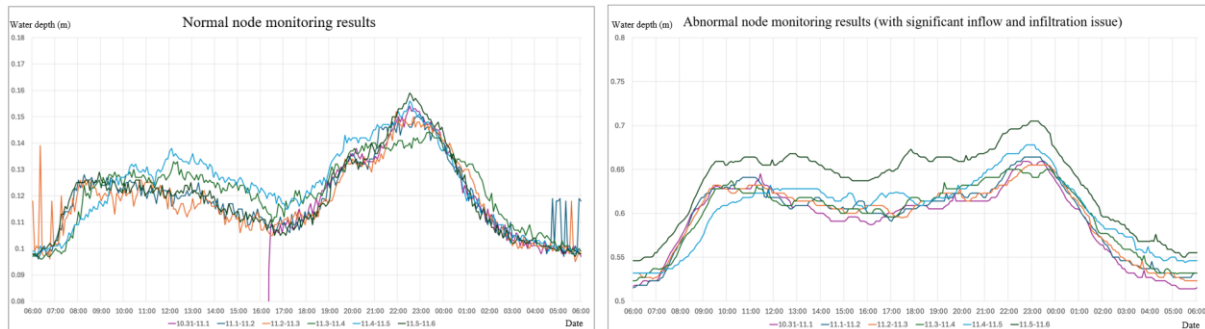 Water depth (m)
Normal node monitoring results
0.18
0.17
0.16
0.15
0.14
0.13
0.12
0.11
0.1
0.09
0.08
06:00 07:00 08:00 09:00 10:00 11:00 12:00 13:00 14:00 15:00 16:00 17:00 18:00 19:00 20:00 21:00 22:00 23:00 00:00 01:00 02:00 03:00 04:00 05:00 06:00
10.31-11.1 11.1-11.2 11.2-11.3 11.3-11.4 11.4-11.5 11.5-11.6
Date
Water depth (m)
Abnormal node monitoring results (with significant inflow and infiltration issue)
0.8
0.75
0.7
0.65
0.6
0.55
0.5
06:00 07:00 08:00 09:00 10:00 11:00 12:00 13:00 14:00 15:00 16:00 17:00 18:00 19:00 20:00 21:00 22:00 23:00 00:00 01:00 02:00 03:00 04:00 05:00 06:00
10.31-11.1 11.1-11.2 11.2-11.3 11.3-11.4 11.4-11.5 11.5-11.6
Date